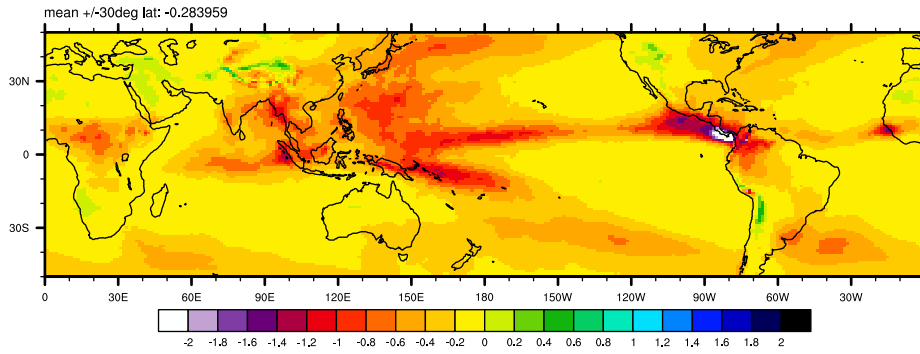 mean +/-30deg lat: -0.283959
30N
0
30S
0 30E 60E 90E 120E 150E 180 150W 120W 90W 60W 30W
-2 -1.8 -1.6 -1.4 -1.2 -1 -0.8 -0.6 -0.4 -0.2 0 0.2 0.4 0.6 0.8 1 1.2 1.4 1.6 1.8 2